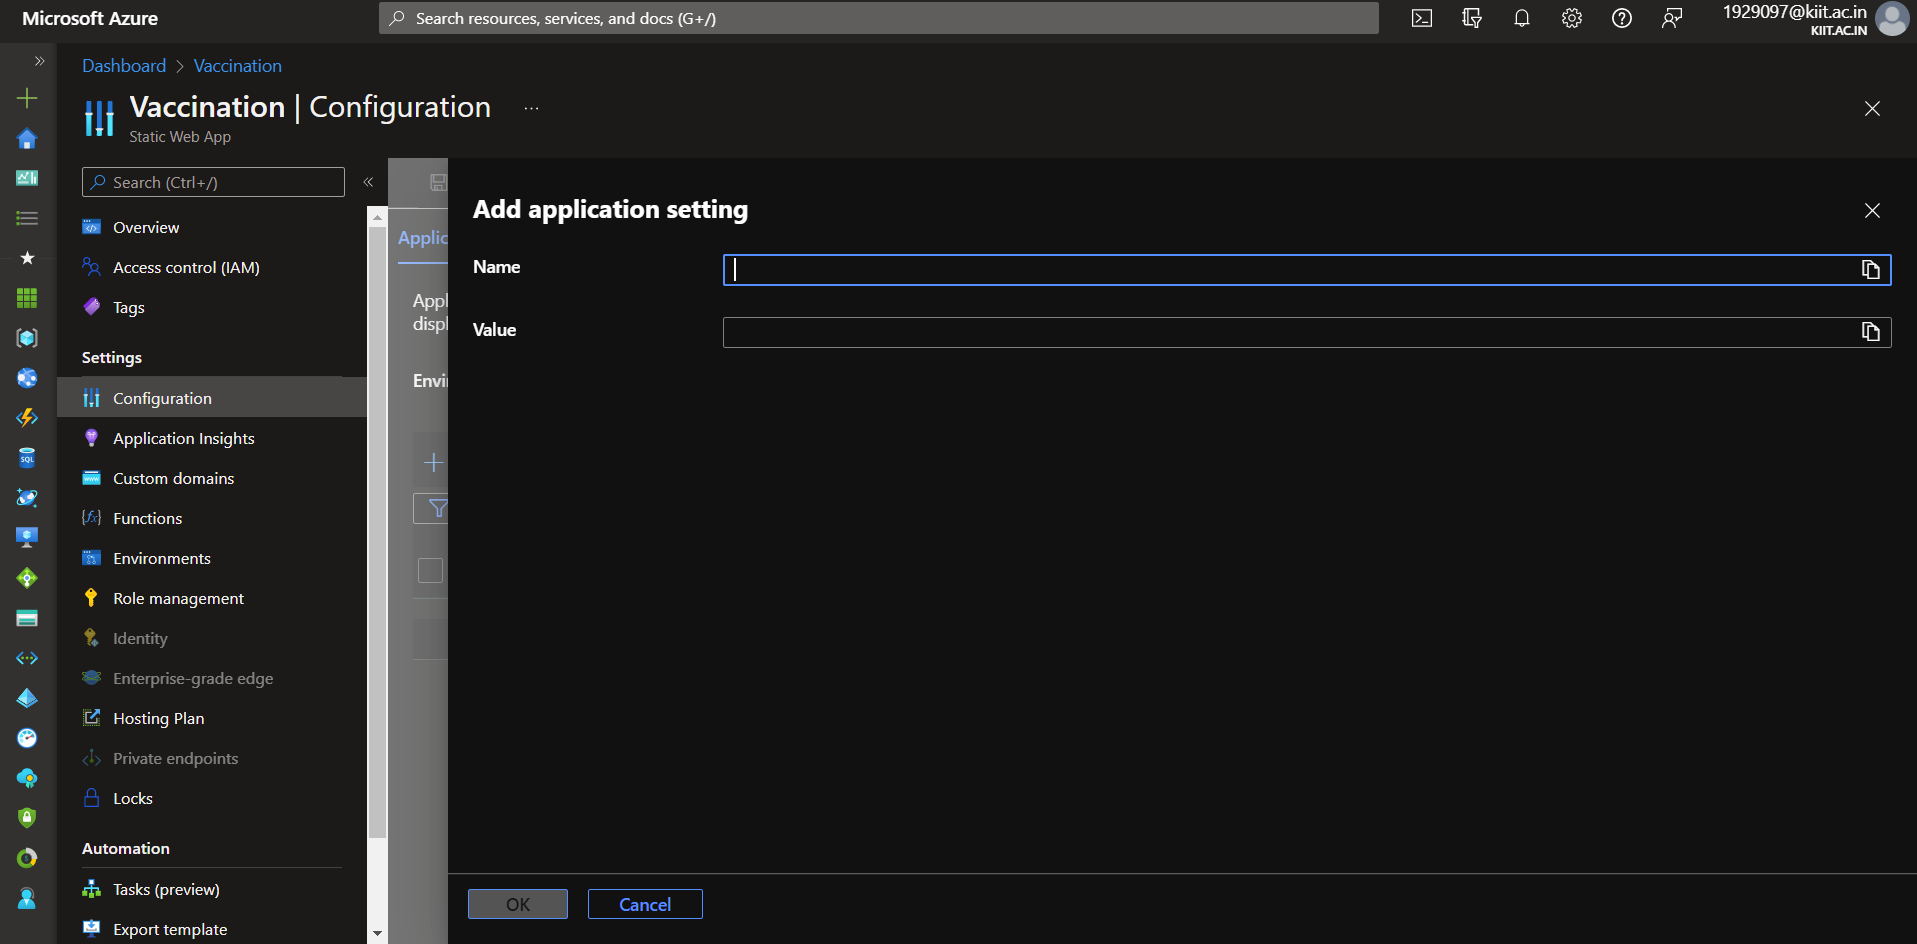 Microsoft Azure
Search resources, services, and docs (G+/)
1929097@kiit.ac.in
KIIT.AC.IN
Dashboard > Vaccination
Vaccination | Configuration ...
Static Web App
Search (Ctrl+/)
Overview
Access control (IAM)
Tags
Settings
Configuration
Application Insights
Custom domains
Functions
Environments
Role management
Identity
Enterprise-grade edge
Hosting Plan
Private endpoints
Locks
Automation
Tasks (preview)
Export template
Applic
Appl
displ
Envi
Add application setting
Name
Value
OK
Cancel